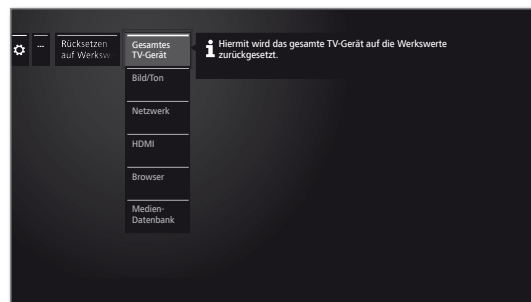 ...
Rücksetzen
auf Werksw
Gesamtes
TV-Gerät
Hiermit wird das gesamte TV-Gerät auf die Werkswerte
zurückgesetzt.
Bild/Ton
Netzwerk
HDMI
Browser
Medien-
Datenbank